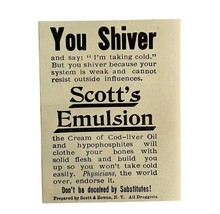 You Shiver
and say: "I'm taking cold."
But you shiver because your
system is weak and cannot
resist outside influences.
Scott's
Emulsion
the Cream of Cod-liver Oil
and hypophosphites will
clothe your bones with
solid flesh and build you
up so you won't take cold
easily. Physicians, the world
over, endorse it.
Don't be deceived by Substitutes!
Prepared by Scott & Bowne, N. Y. All Druggists.